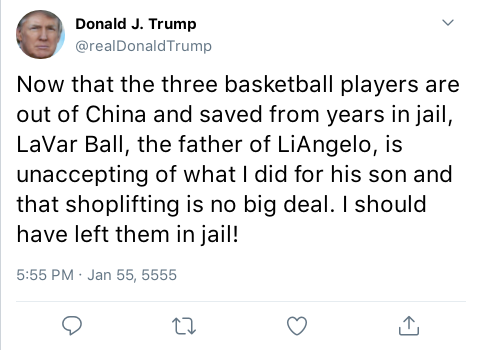 Donald J. Trump
@realDonaldTrump
Now that the three basketball players are
out of China and saved from years in jail,
LaVar Ball, the father of LiAngelo, is
unaccepting of what I did for his son and
that shoplifting is no big deal. I should
have left them in jail!
5:55 PM · Jan 55, 5555